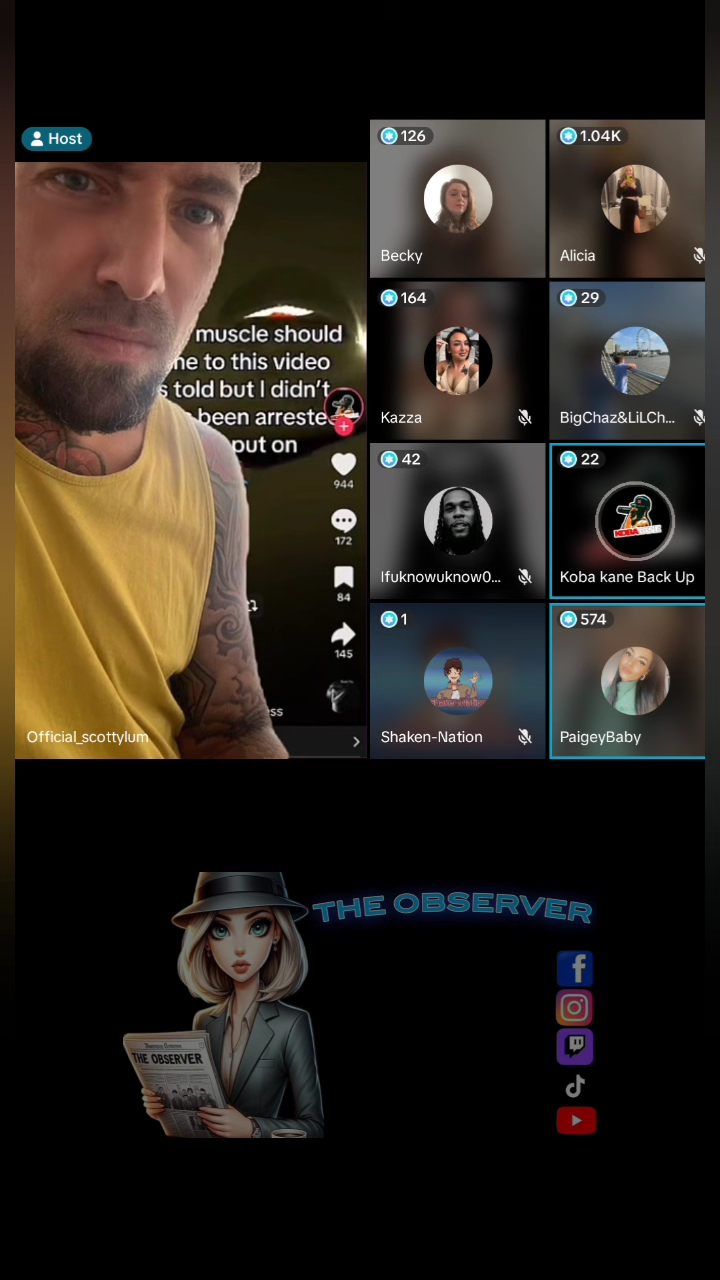 Host
muscle should
ne to this video
s told but I didn't
been arreste
put on
944
172
84
145
ss
Official_scottylum
126
Becky
1.04K
Alicia
164
Kazza
29
BigChaz&LiLCh...
42
Ifuknowuknow0...
22
KOBA
Koba kane Back Up
1
Shaken-Nation
574
PaigeyBaby
THE OBSERVER
THE OBSERVER